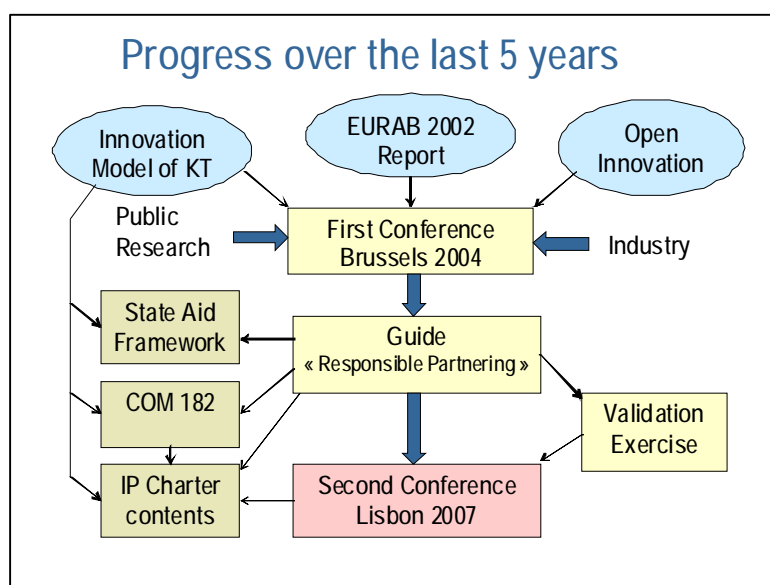 Progress over the last 5 years
Innovation
Model of KT
EURAB 2002
Report
Open
Innovation
Public
Research
First Conference
Brussels 2004
Industry
State Aid
Framework
Guide
« Responsible Partnering »
COM 182
Validation
Exercise
IP Charter
contents
Second Conference
Lisbon 2007